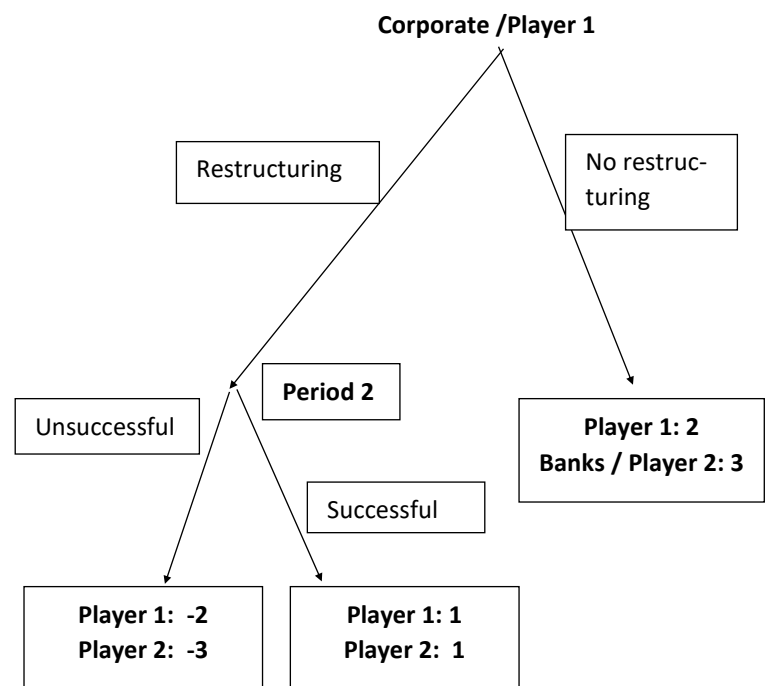 Corporate /Player 1
Restructuring
No restruc-
turing
Period 2
Unsuccessful
Player 1: 2
Banks / Player 2: 3
Successful
Player 1:  -2
Player 2:  -3
Player 1: 1
Player 2:  1